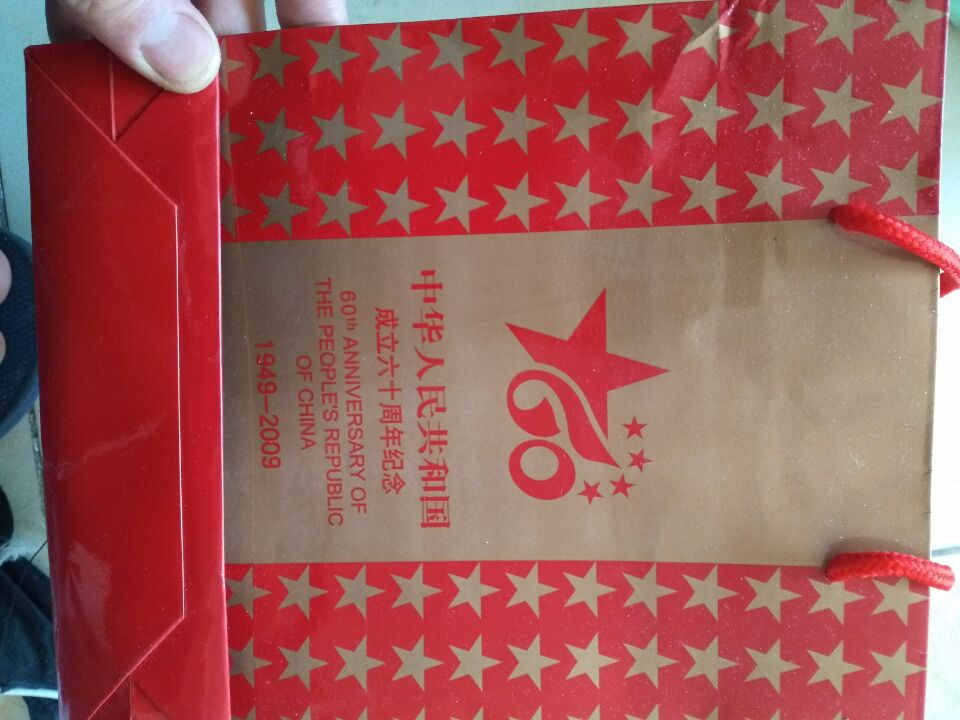 60
中华人民共和国
成立六十周年纪念
60th ANNIVERSARY OF
THE PEOPLE'S REPUBLIC
OF CHINA
1949—2009